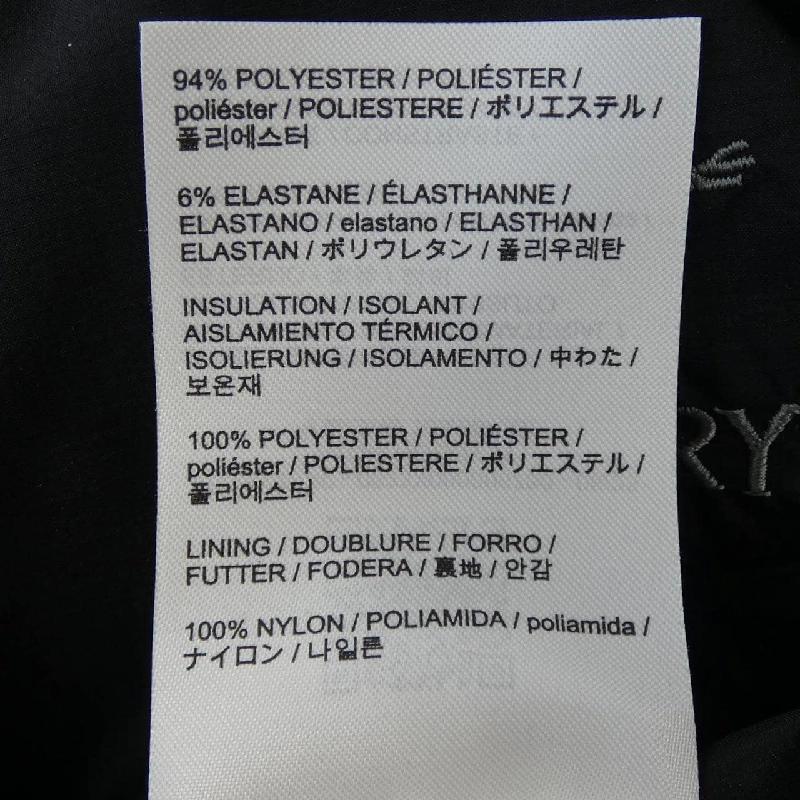 94% POLYESTER / POLIÉSTER /
poliéster / POLIESTERE / ポリエステル /
폴리에스터
6% ELASTANE / ÉLASTHANNE /
ELASTANO / elastano / ELASTHAN /
ELASTAN / ポリウレタン / 폴리우레탄
INSULATION / ISOLANT /
AISLAMIENTO TÉRMICO /
ISOLIERUNG / ISOLAMENTO / 中わた /
보온재
100% POLYESTER / POLIÉSTER /
poliéster / POLIESTERE / ポリエステル /
폴리에스터
LINING / DOUBLURE / FORRO /
FUTTER / FODERA / 裏地 / 안감
100% NYLON / POLIAMIDA / poliamida /
ナイロン / 나일론
RY